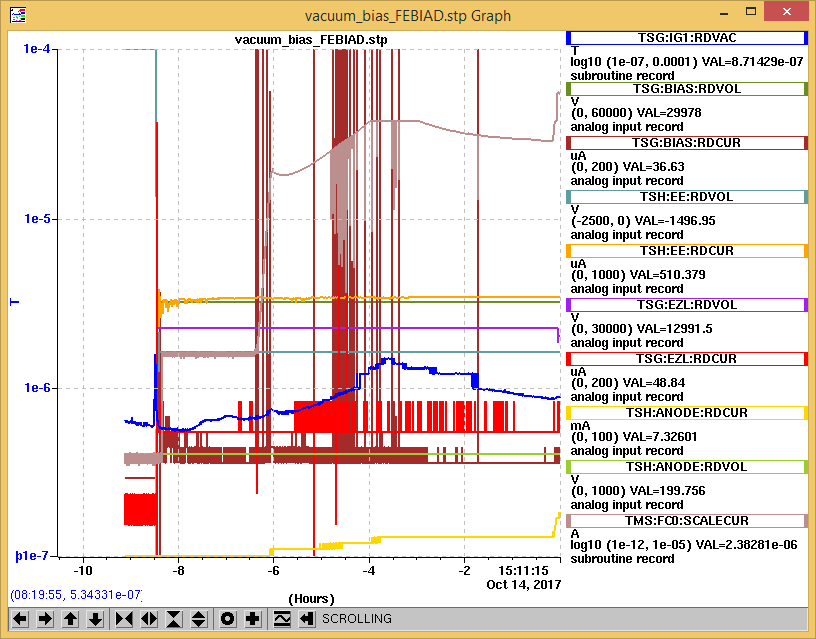 vacuum_bias_FEBIAD.stp Graph
vacuum_bias_FEBIAD.stp
1e-4
1e-5
T
1e-6
1e-7
-10
-8
-6
-4
-2
15:11:15
Oct 14, 2017
(Hours)
(08:19:55, 5.34331e-07)
SCROLLING
TSG:IG1:RDVAC
T
log10 (1e-07, 0.0001) VAL=8.71429e-07
subroutine record
TSG:BIAS:RDVOL
V
(0, 60000) VAL=29978
analog input record
TSG:BIAS:RDCUR
uA
(0, 200) VAL=36.63
analog input record
TSH:EE:RDVOL
V
(-2500, 0) VAL=-1496.95
analog input record
TSH:EE:RDCUR
uA
(0, 1000) VAL=510.379
analog input record
TSG:EZL:RDVOL
V
(0, 30000) VAL=12991.5
analog input record
TSG:EZL:RDCUR
uA
(0, 200) VAL=48.84
analog input record
TSH:ANODE:RDCUR
mA
(0, 100) VAL=7.32601
analog input record
TSH:ANODE:RDVOL
V
(0, 1000) VAL=199.756
analog input record
TMS:FC0:SCALECUR
A
log10 (1e-12, 1e-05) VAL=2.38281e-06
subroutine record